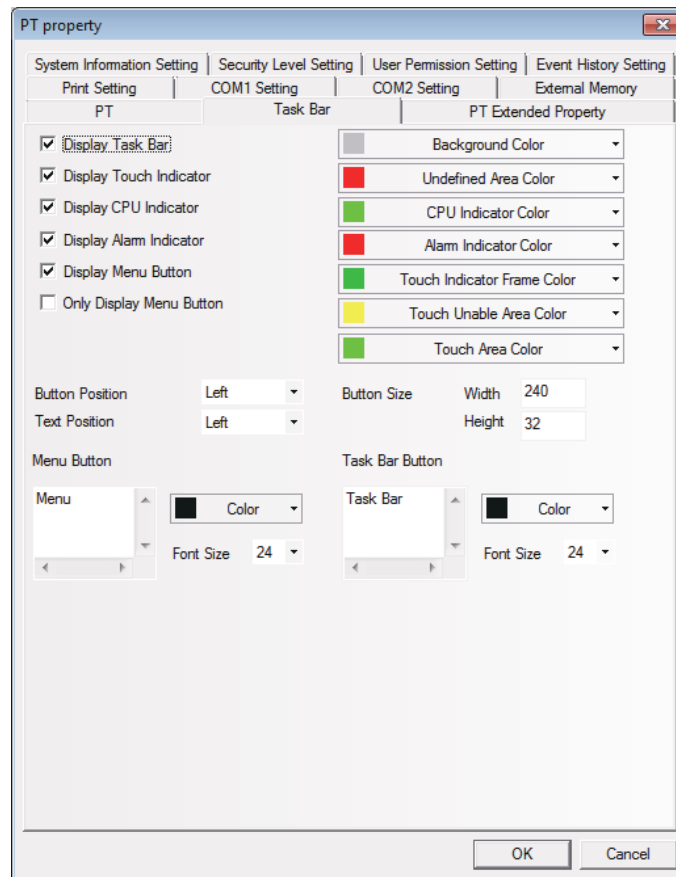 PT property
System Information Setting Security Level Setting User Permission Setting Event History Setting
Print Setting COM1 Setting COM2 Setting External Memory
PT Task Bar PT Extended Property
Display Task Bar Background Color
Display Touch Indicator Undefined Area Color
Display CPU Indicator CPU Indicator Color
Display Alarm Indicator Alarm Indicator Color
Display Menu Button Touch Indicator Frame Color
Only Display Menu Button Touch Unable Area Color
Touch Area Color
Button Position Left Button Size Width 240
Text Position Left Height 32
Menu Button Task Bar Button
Menu Color Task Bar Color
Font Size 24 Font Size 24
OK Cancel